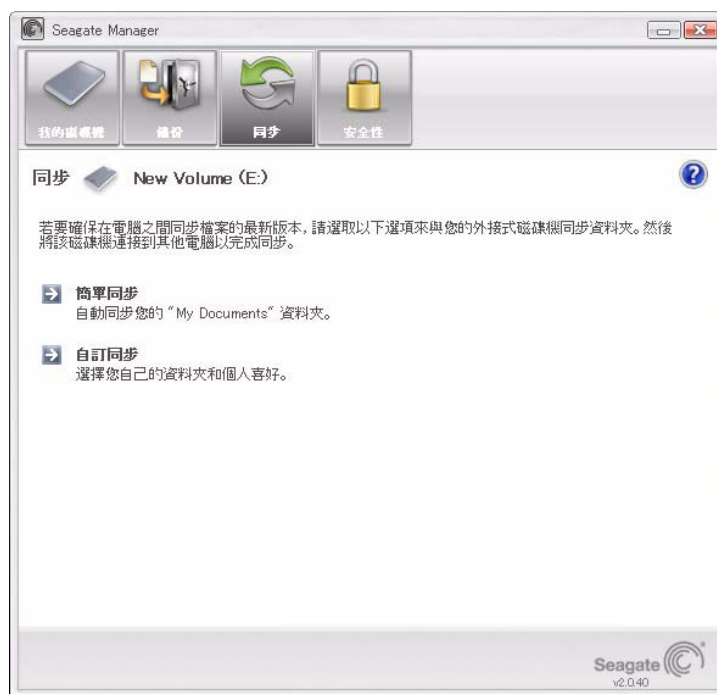 Seagate Manager
我的磁碟機
備份
同步
安全性
同步 New Volume (E:)
若要確保在電腦之間同步檔案的最新版本, 請選取以下選項來與您的外接式磁碟機同步資料夾。然後
將該磁碟機連接到其他電腦以完成同步。
簡單同步
自動同步您的 "My Documents" 資料夾。
自訂同步
選擇您自己的資料夾和個人喜好。
Seagate
v2.0.40